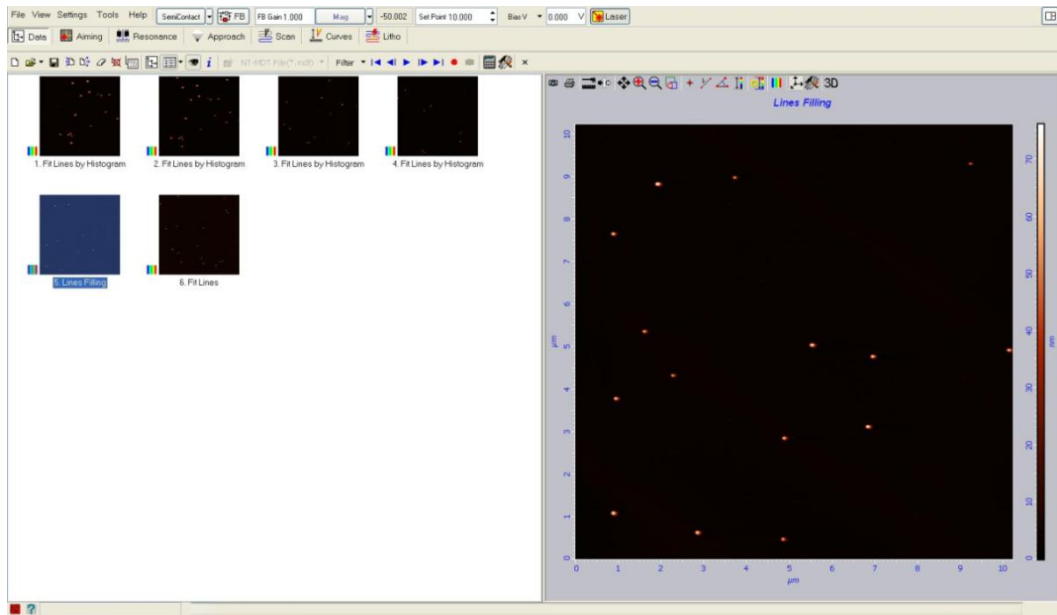 File View Settings Tools Help SemiContact FB FB Gain 1.000 Mag -50.002 Set Point 10.000 Bias V 0.000 V Laser
Data Aiming Resonance Approach Scan Curves Litho
NT-MDT File(*.mdt) Filter
3D
Lines Filling
1. Fit Lines by Histogram 2. Fit Lines by Histogram 3. Fit Lines by Histogram 4. Fit Lines by Histogram
5. Lines Filling 6. Fit Lines
10
9
8
7
6
5
4
3
2
1
0
µm
0 1 2 3 4 5 6 7 8 9 10
µm
70
60
50
40
30
20
10
0
nm